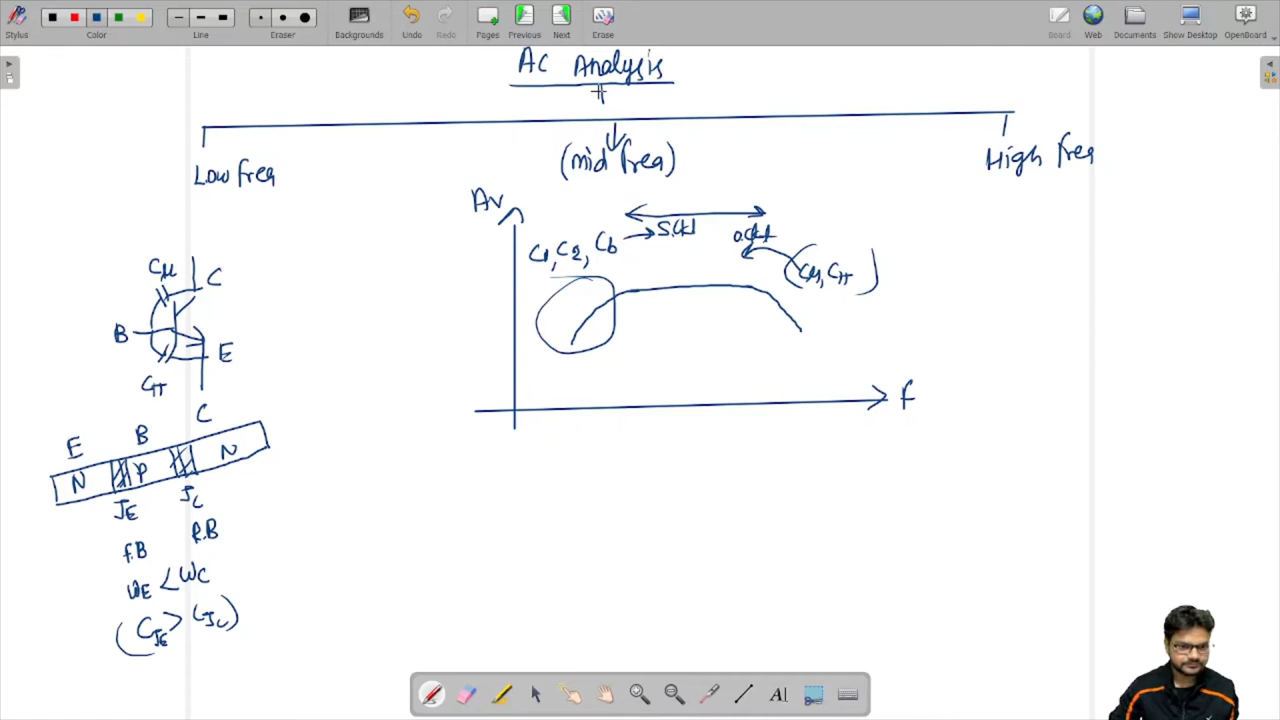 Stylus
Color
Line
Eraser
Backgrounds
Undo
Redo
Pages
Previous
Next
Erase
Board
Web
Documents
Show Desktop
OpenBoard
AC Analysis
Low freq
(mid freq)
High freq
Av
C1, C2, Cb
S.Ckt
O.Ckt
(Cμ, Cπ)
f
Cμ
C
B
E
Cπ
E
B
C
N
P
N
JE
JC
F.B
R.B
WE < WC
(CJE > CJC)